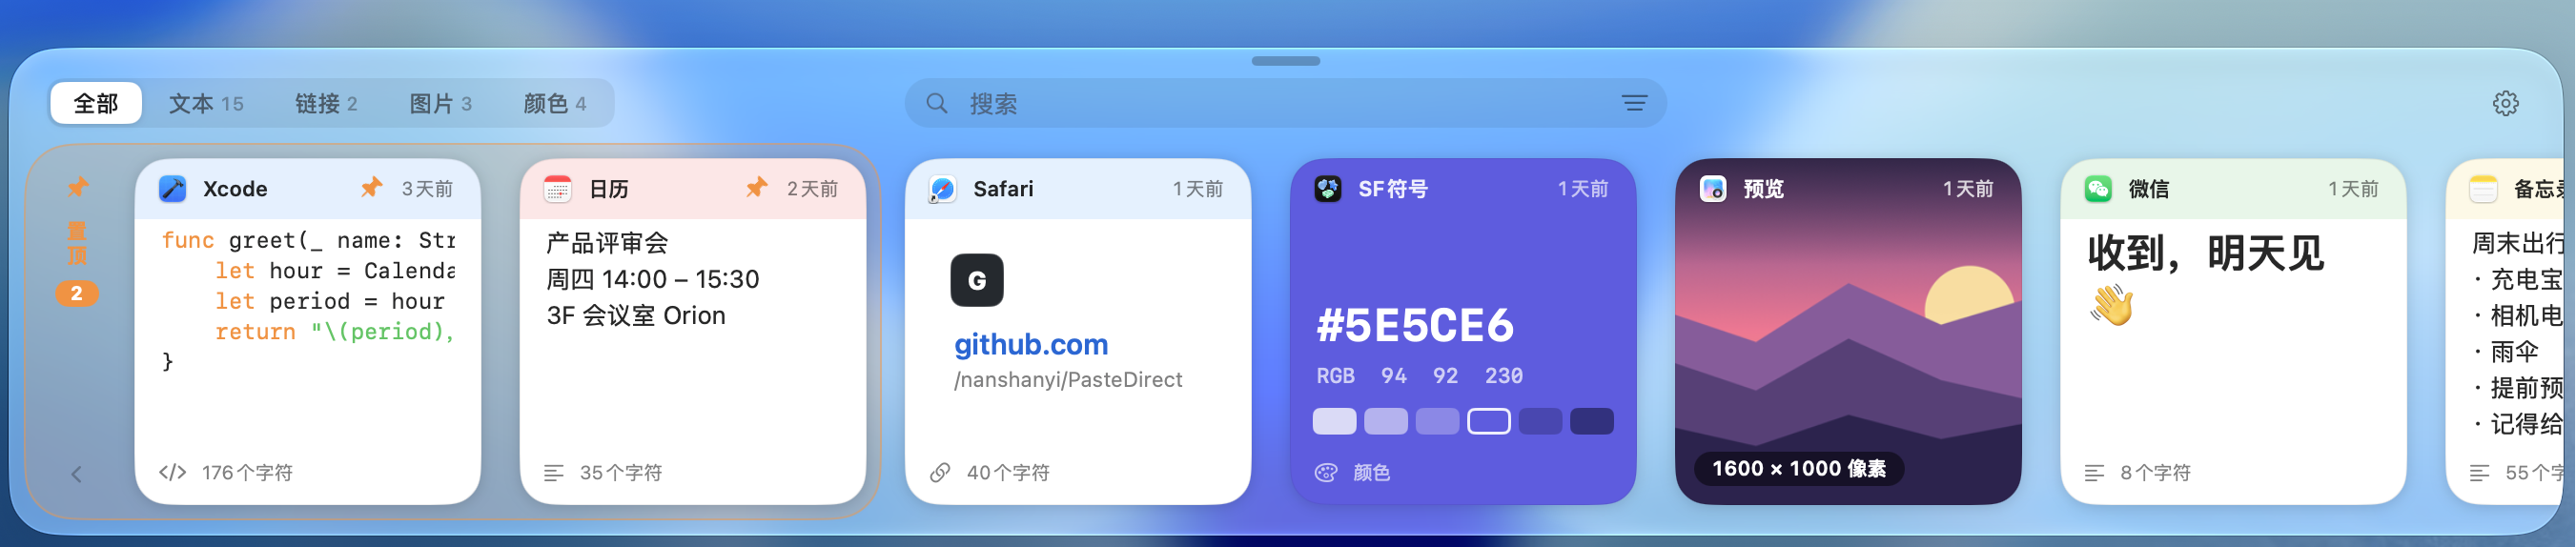 全部
文本 15
链接 2
图片 3
颜色 4
搜索
置顶
2
Xcode
3天前
func greet(_ name: Str
let hour = Calenda
let period = hour
return "\(period),
}
176个字符
日历
2天前
产品评审会
周四 14:00 – 15:30
3F 会议室 Orion
35个字符
Safari
1天前
G
github.com
/nanshanyi/PasteDirect
40个字符
SF符号
1天前
#5E5CE6
RGB 94 92 230
颜色
预览
1天前
1600 × 1000 像素
微信
1天前
收到，明天见
👋
8个字符
备忘录
周末出行
· 充电宝
· 相机电
· 雨伞
· 提前预
· 记得给
55个字